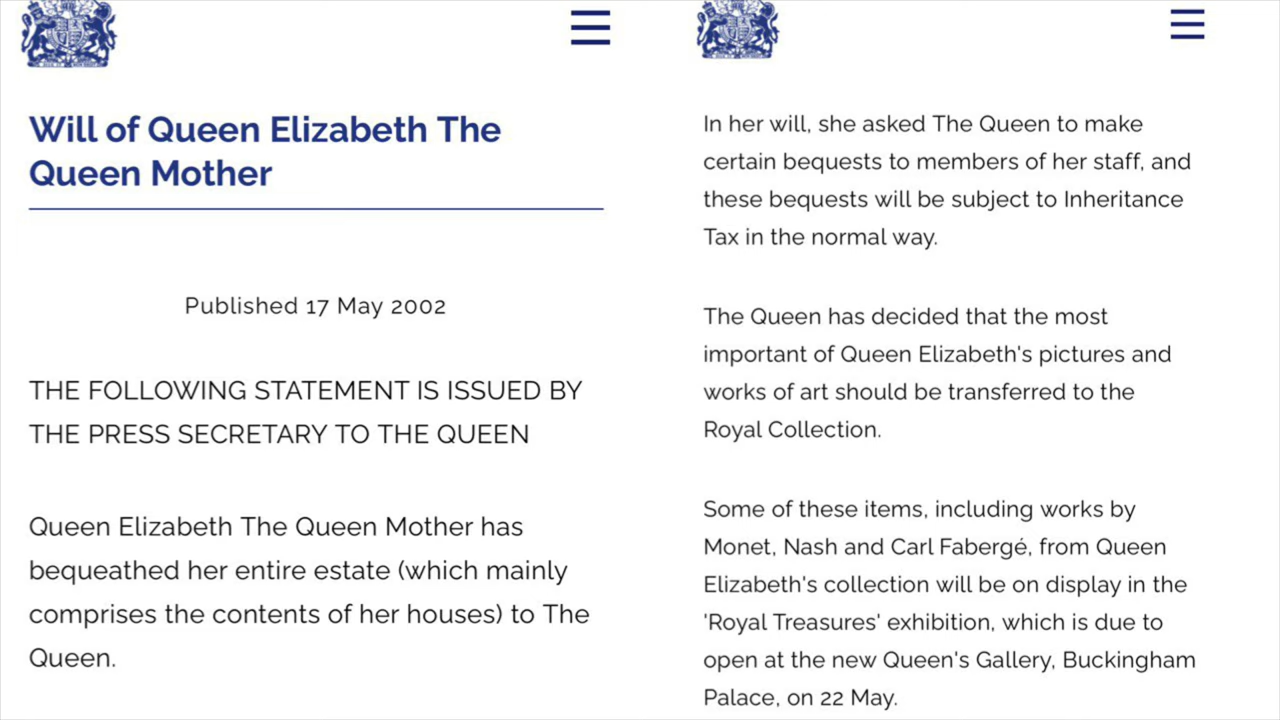 Will of Queen Elizabeth The
Queen Mother
Published 17 May 2002
THE FOLLOWING STATEMENT IS ISSUED BY
THE PRESS SECRETARY TO THE QUEEN
Queen Elizabeth The Queen Mother has
bequeathed her entire estate (which mainly
comprises the contents of her houses) to The
Queen.
In her will, she asked The Queen to make
certain bequests to members of her staff, and
these bequests will be subject to Inheritance
Tax in the normal way.
The Queen has decided that the most
important of Queen Elizabeth's pictures and
works of art should be transferred to the
Royal Collection.
Some of these items, including works by
Monet, Nash and Carl Fabergé, from Queen
Elizabeth's collection will be on display in the
'Royal Treasures' exhibition, which is due to
open at the new Queen's Gallery, Buckingham
Palace, on 22 May.